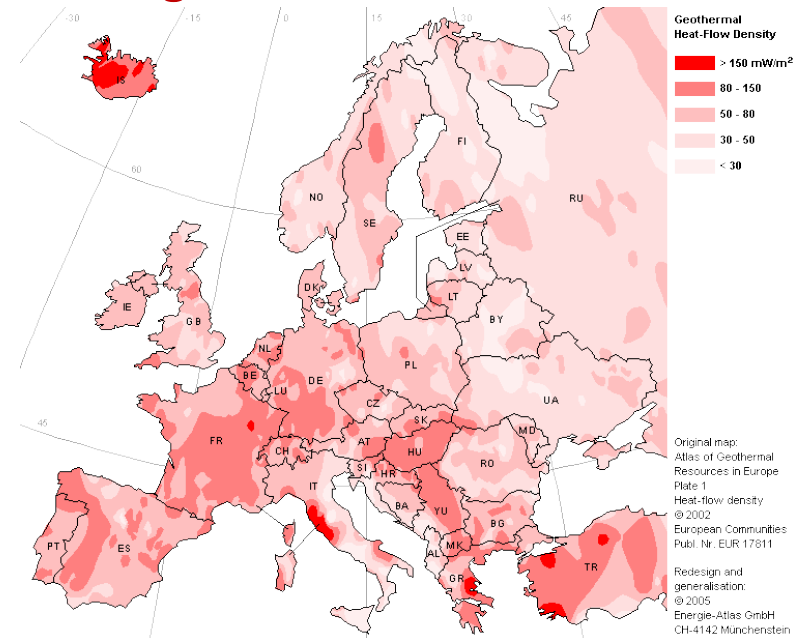 -30
-15
0
15
30
45
Geothermal
Heat-Flow Density
> 150 mW/m²
80 - 150
50 - 80
30 - 50
< 30
IS
60
FI
NO
RU
SE
EE
LV
DK
LT
IE
GB
BY
NL
BE
DE
PL
LU
CZ
UA
SK
MD
45
FR
AT
HU
CH
RO
SI
HR
IT
BA
YU
BG
PT
ES
AL
MK
TR
GR
Original map:
Atlas of Geothermal
Resources in Europe
Plate 1
Heat-flow density
© 2002
European Communities
Publ. Nr. EUR 17811
Redesign and
generalisation:
© 2005
Energie-Atlas GmbH
CH-4142 Münchenstein